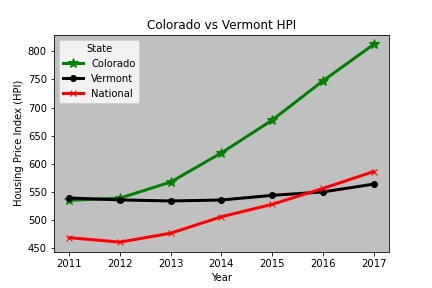 Colorado vs Vermont HPI
State
Colorado
Vermont
National
Housing Price Index (HPI)
800
750
700
650
600
550
500
450
2011 2012 2013 2014 2015 2016 2017
Year